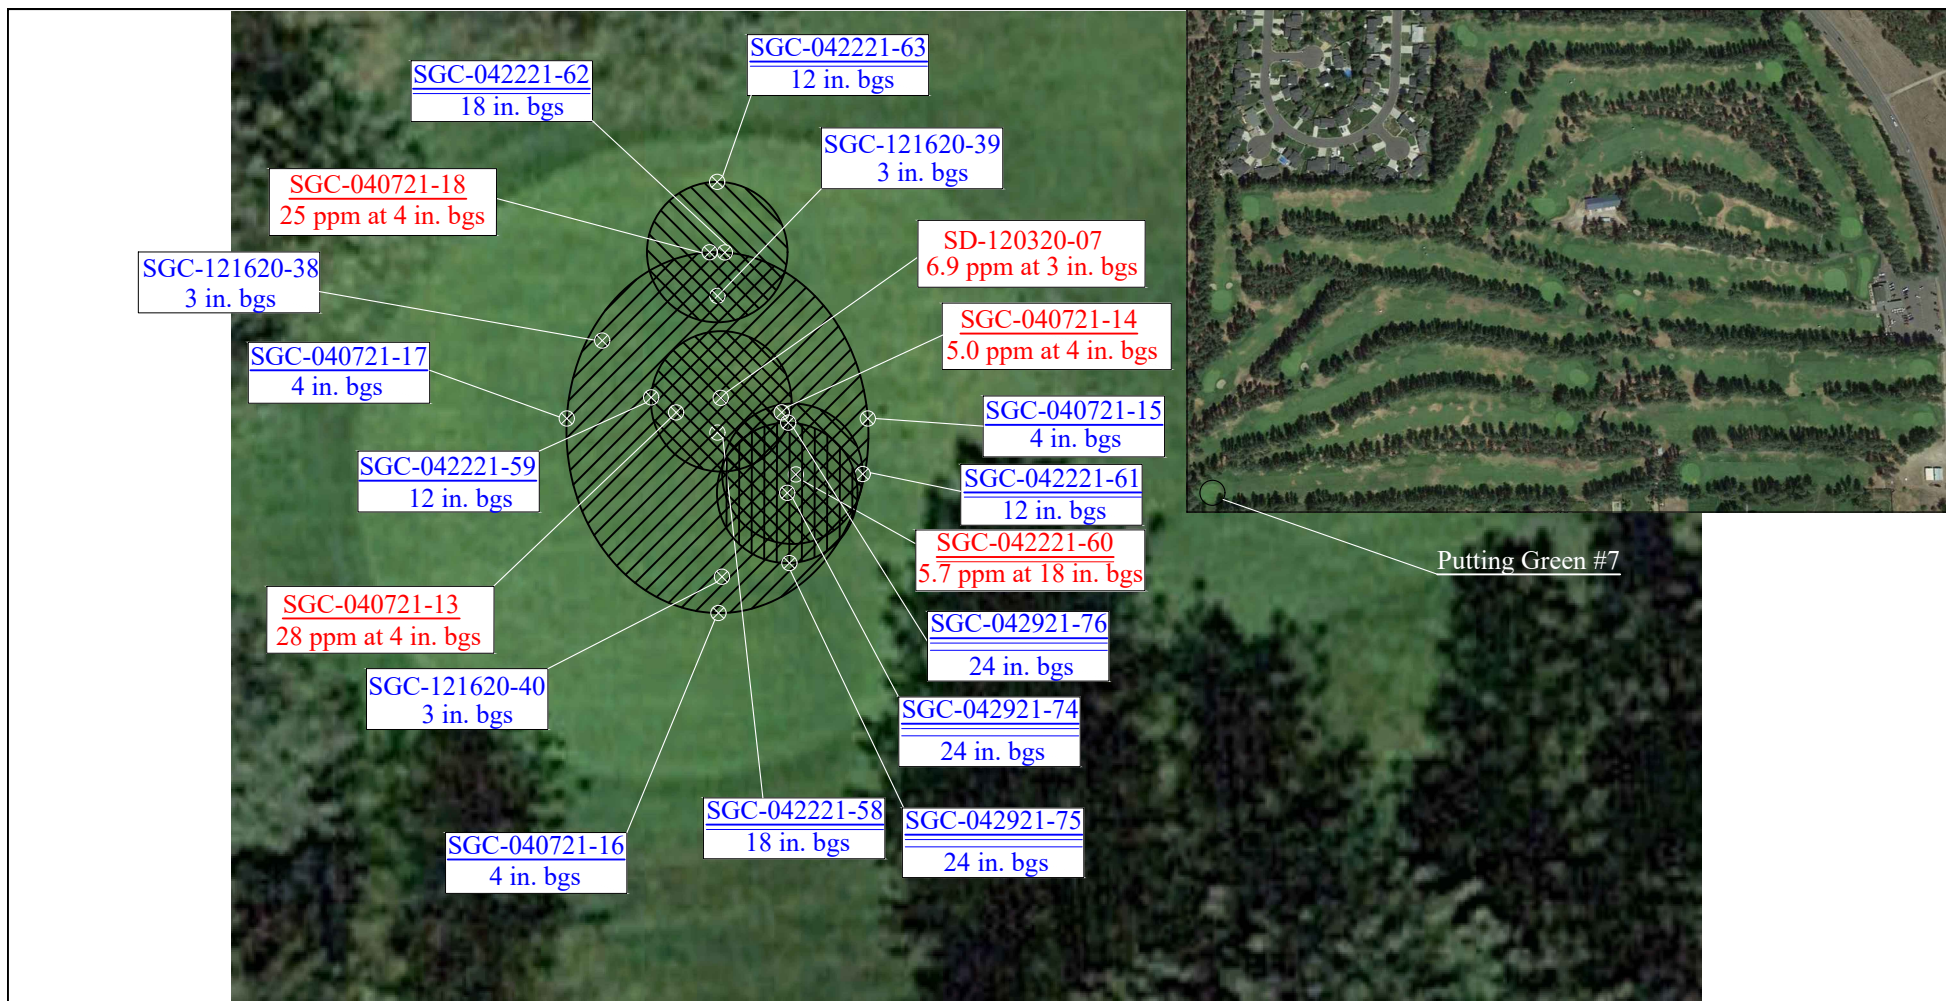 SGC-042221-63
12 in. bgs
SGC-042221-62
18 in. bgs
SGC-121620-39
3 in. bgs
SGC-040721-18
25 ppm at 4 in. bgs
SD-120320-07
6.9 ppm at 3 in. bgs
SGC-121620-38
3 in. bgs
SGC-040721-14
5.0 ppm at 4 in. bgs
SGC-040721-17
4 in. bgs
SGC-040721-15
4 in. bgs
SGC-042221-59
12 in. bgs
SGC-042221-61
12 in. bgs
SGC-042221-60
5.7 ppm at 18 in. bgs
Putting Green #7
SGC-040721-13
28 ppm at 4 in. bgs
SGC-042921-76
24 in. bgs
SGC-121620-40
3 in. bgs
SGC-042921-74
24 in. bgs
SGC-042221-58
18 in. bgs
SGC-042921-75
24 in. bgs
SGC-040721-16
4 in. bgs